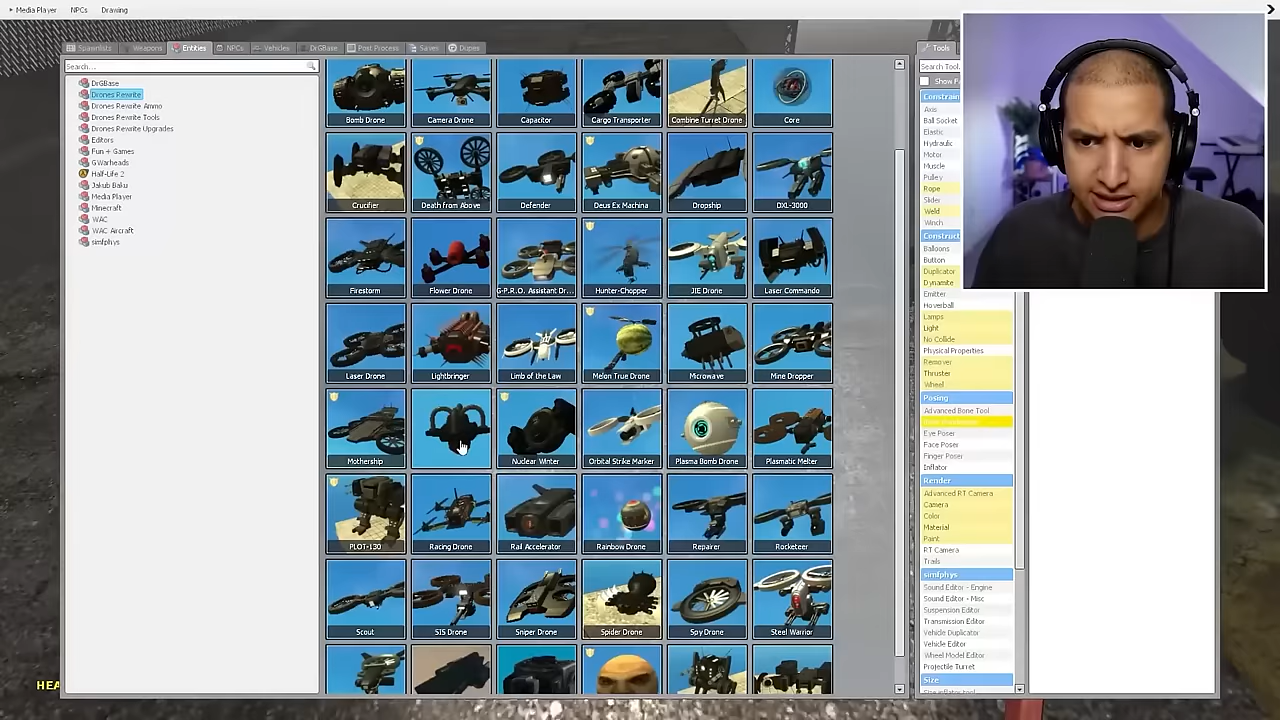 Media Player NPCs Drawing
Spawnlists Weapons Entities NPCs Vehicles DrGBase Post Process Saves Dupes
Search...
DrGBase
Drones Rewrite
Drones Rewrite Ammo
Drones Rewrite Tools
Drones Rewrite Upgrades
Editors
Fun + Games
GWarheads
Half-Life 2
Jakub Baku
Media Player
Minecraft
WAC
WAC Aircraft
simfphys
Bomb Drone Camera Drone Capacitor Cargo Transporter Combine Turret Drone Core
Crucifier Death from Above Defender Deus Ex Machina Dropship DXL-3000
Firestorm Flower Drone G-P.R.O. Assistant Dr... Hunter-Chopper JIE Drone Laser Commando
Laser Drone Lightbringer Limb of the Law Melon True Drone Microwave Mine Dropper
Mothership Nuclear Winter Orbital Strike Marker Plasma Bomb Drone Plasmatic Melter
PLOT-130 Racing Drone Rail Accelerator Rainbow Drone Repairer Rocketeer
Scout SIS Drone Sniper Drone Spider Drone Spy Drone Steel Warrior
HEA
Tools
Search Tool
Show
Constrain
Axis
Ball Socket
Elastic
Hydraulic
Motor
Muscle
Pulley
Rope
Slider
Weld
Winch
Construct
Balloons
Button
Duplicator
Dynamite
Emitter
Hoverball
Lamps
Light
No Collide
Physical Properties
Remover
Thruster
Wheel
Posing
Advanced Bone Tool
Eye Poser
Face Poser
Finger Poser
Inflator
Render
Advanced RT Camera
Camera
Color
Material
Paint
RT Camera
Trails
simfphys
Sound Editor - Engine
Sound Editor - Misc
Suspension Editor
Transmission Editor
Vehicle Duplicator
Vehicle Editor
Wheel Model Editor
Projectile Turret
Size